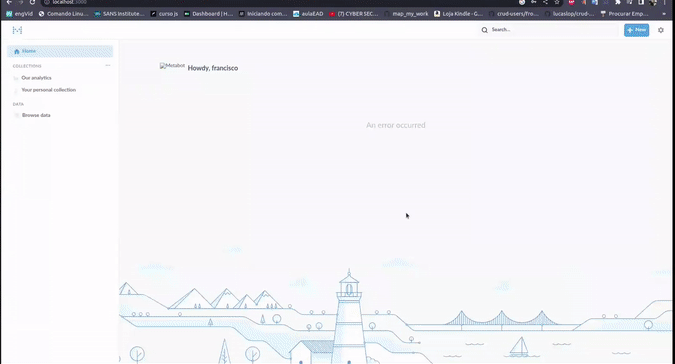 localhost:3000
engVid Comando Linu... SANS Institute... curso js Dashboard | H... Iniciando com... aulaEAD (7) CYBER SEC... map_my_work Loja Kindle - G... crud-users/fro... lucaslop/crud-... Procurar Emp... »
Search...
+ New
Home
COLLECTIONS ...
Our analytics
Your personal collection
DATA
Browse data
Metabot Howdy, francisco
An error occurred